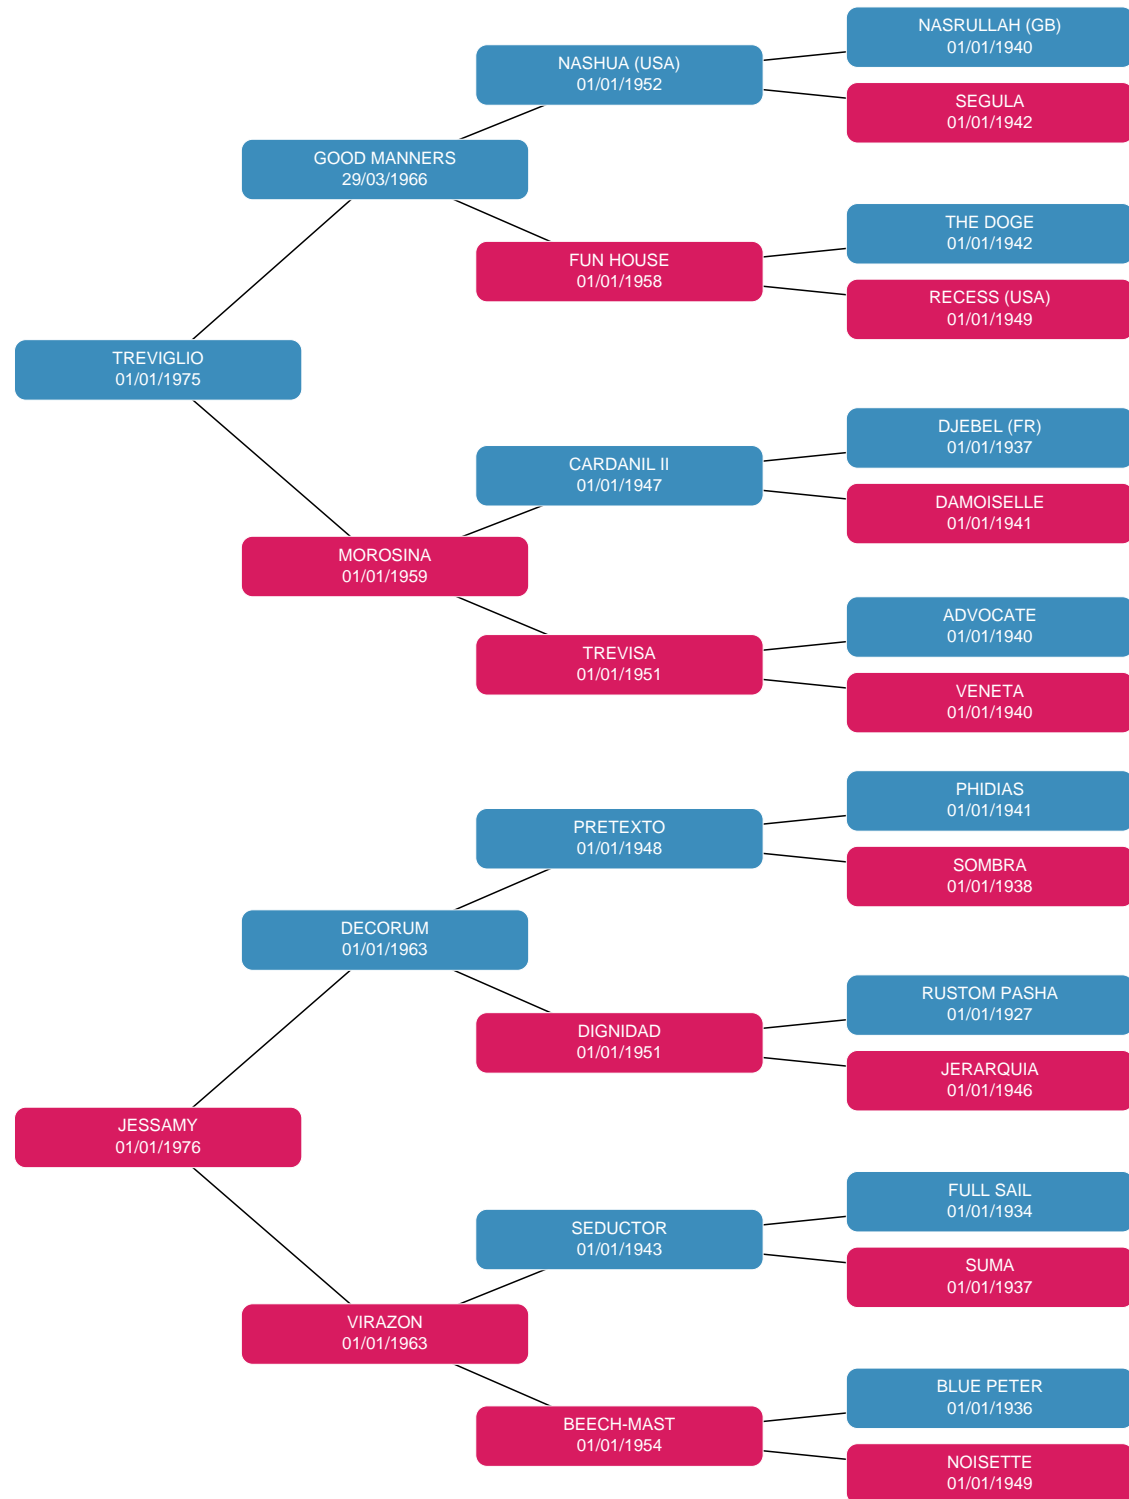 NASRULLAH (GB)
01/01/1940
NASHUA (USA)
01/01/1952
SEGULA
01/01/1942
GOOD MANNERS
29/03/1966
THE DOGE
01/01/1942
FUN HOUSE
01/01/1958
RECESS (USA)
01/01/1949
TREVIGLIO
01/01/1975
DJEBEL (FR)
01/01/1937
CARDANIL II
01/01/1947
DAMOISELLE
01/01/1941
MOROSINA
01/01/1959
ADVOCATE
01/01/1940
TREVISA
01/01/1951
VENETA
01/01/1940
PHIDIAS
01/01/1941
PRETEXTO
01/01/1948
SOMBRA
01/01/1938
DECORUM
01/01/1963
RUSTOM PASHA
01/01/1927
DIGNIDAD
01/01/1951
JERARQUIA
01/01/1946
JESSAMY
01/01/1976
FULL SAIL
01/01/1934
SEDUCTOR
01/01/1943
SUMA
01/01/1937
VIRAZON
01/01/1963
BLUE PETER
01/01/1936
BEECH-MAST
01/01/1954
NOISETTE
01/01/1949